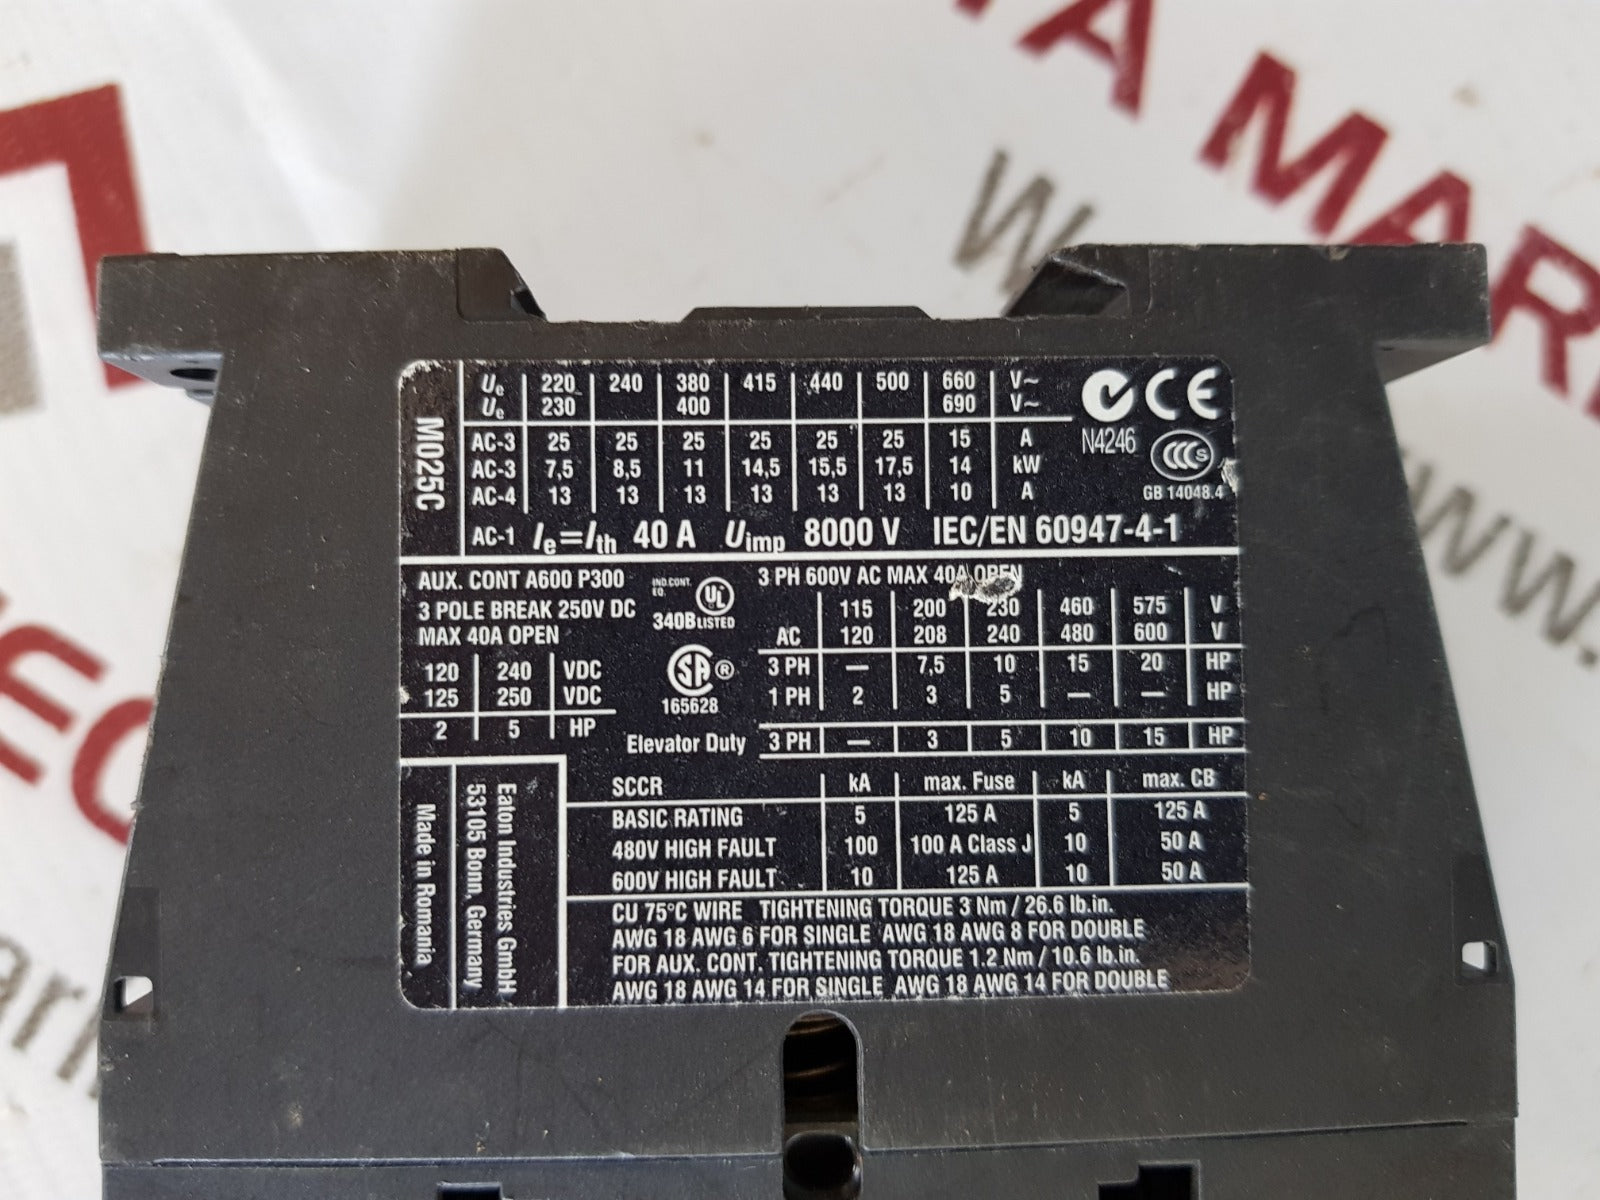 M025C
Ue 220 240 380 415 440 500 660 V~
Ue 230 400 690 V~
AC-3 25 25 25 25 25 25 15 A
AC-3 7,5 8,5 11 14,5 15,5 17,5 14 kW
AC-4 13 13 13 13 13 13 10 A
AC-1 Ie=Ith 40 A Uimp 8000 V IEC/EN 60947-4-1
CE
N4246
CCC S
GB 14048.4
AUX. CONT A600 P300
3 POLE BREAK 250V DC
MAX 40A OPEN
120 240 VDC
125 250 VDC
2 5 HP
IND.CONT.
EQ.
UL
340B LISTED
SA ®
165628
3 PH 600V AC MAX 40A OPEN
115 200 230 460 575 V
AC 120 208 240 480 600 V
3 PH — 7,5 10 15 20 HP
1 PH 2 3 5 — — HP
Elevator Duty 3 PH — 3 5 10 15 HP
SCCR kA max. Fuse kA max. CB
BASIC RATING 5 125 A 5 125 A
480V HIGH FAULT 100 100 A Class J 10 50 A
600V HIGH FAULT 10 125 A 10 50 A
CU 75°C WIRE TIGHTENING TORQUE 3 Nm / 26.6 lb.in.
AWG 18 AWG 6 FOR SINGLE AWG 18 AWG 8 FOR DOUBLE
FOR AUX. CONT. TIGHTENING TORQUE 1.2 Nm / 10.6 lb.in.
AWG 18 AWG 14 FOR SINGLE AWG 18 AWG 14 FOR DOUBLE
Eaton Industries GmbH
53105 Bonn, Germany
Made in Romania